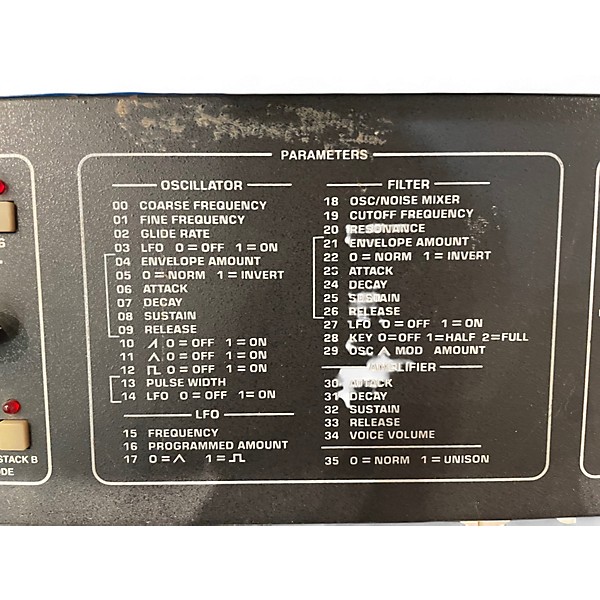 PARAMETERS
OSCILLATOR
00 COARSE FREQUENCY
01 FINE FREQUENCY
02 GLIDE RATE
03 LFO 0=OFF 1=ON
04 ENVELOPE AMOUNT
05 0=NORM 1=INVERT
06 ATTACK
07 DECAY
08 SUSTAIN
09 RELEASE
10 0=OFF 1=ON
11 0=OFF 1=ON
12 0=OFF 1=ON
13 PULSE WIDTH
14 LFO 0=OFF 1=ON
LFO
15 FREQUENCY
16 PROGRAMMED AMOUNT
17 0= 1=
FILTER
18 OSC/NOISE MIXER
19 CUTOFF FREQUENCY
20 RESONANCE
21 ENVELOPE AMOUNT
22 0=NORM 1=INVERT
23 ATTACK
24 DECAY
25 SUSTAIN
26 RELEASE
27 LFO 0=OFF 1=ON
28 KEY 0=OFF 1=HALF 2=FULL
29 OSC MOD AMOUNT
AMPLIFIER
30 ATTACK
31 DECAY
32 SUSTAIN
33 RELEASE
34 VOICE VOLUME
35 0=NORM 1=UNISON
S
STACK B
ODE